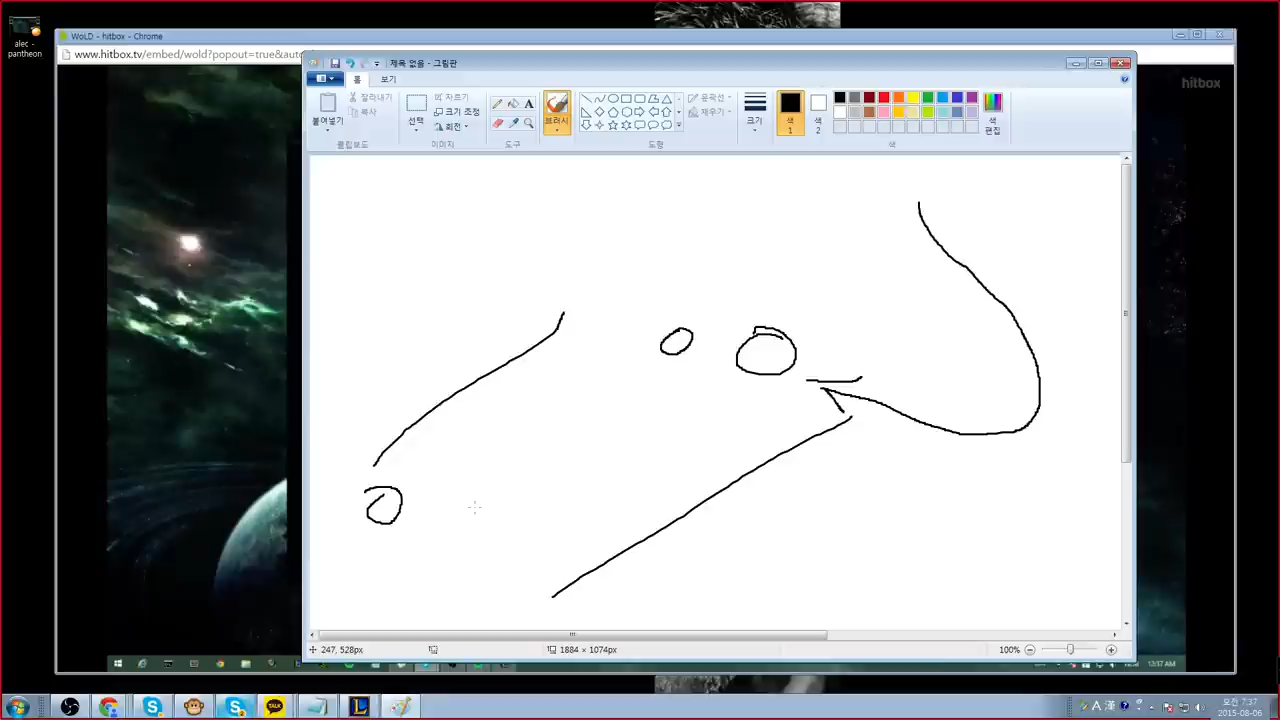 alec -
pantheon
WoLD - hitbox - Chrome
www.hitbox.tv/embed/wold?popout=true&auto
hitbox
제목 없음 - 그림판
홈
보기
붙여넣기
잘라내기
복사
클립보드
선택
크기 조정
회전
이미지
A
도구
브러시
윤곽선
채우기
도형
크기
색
1
색
2
색
편집
색
247, 528px
1884 × 1074px
100%
TALK
A 漢
오전 7:37
2015-08-06